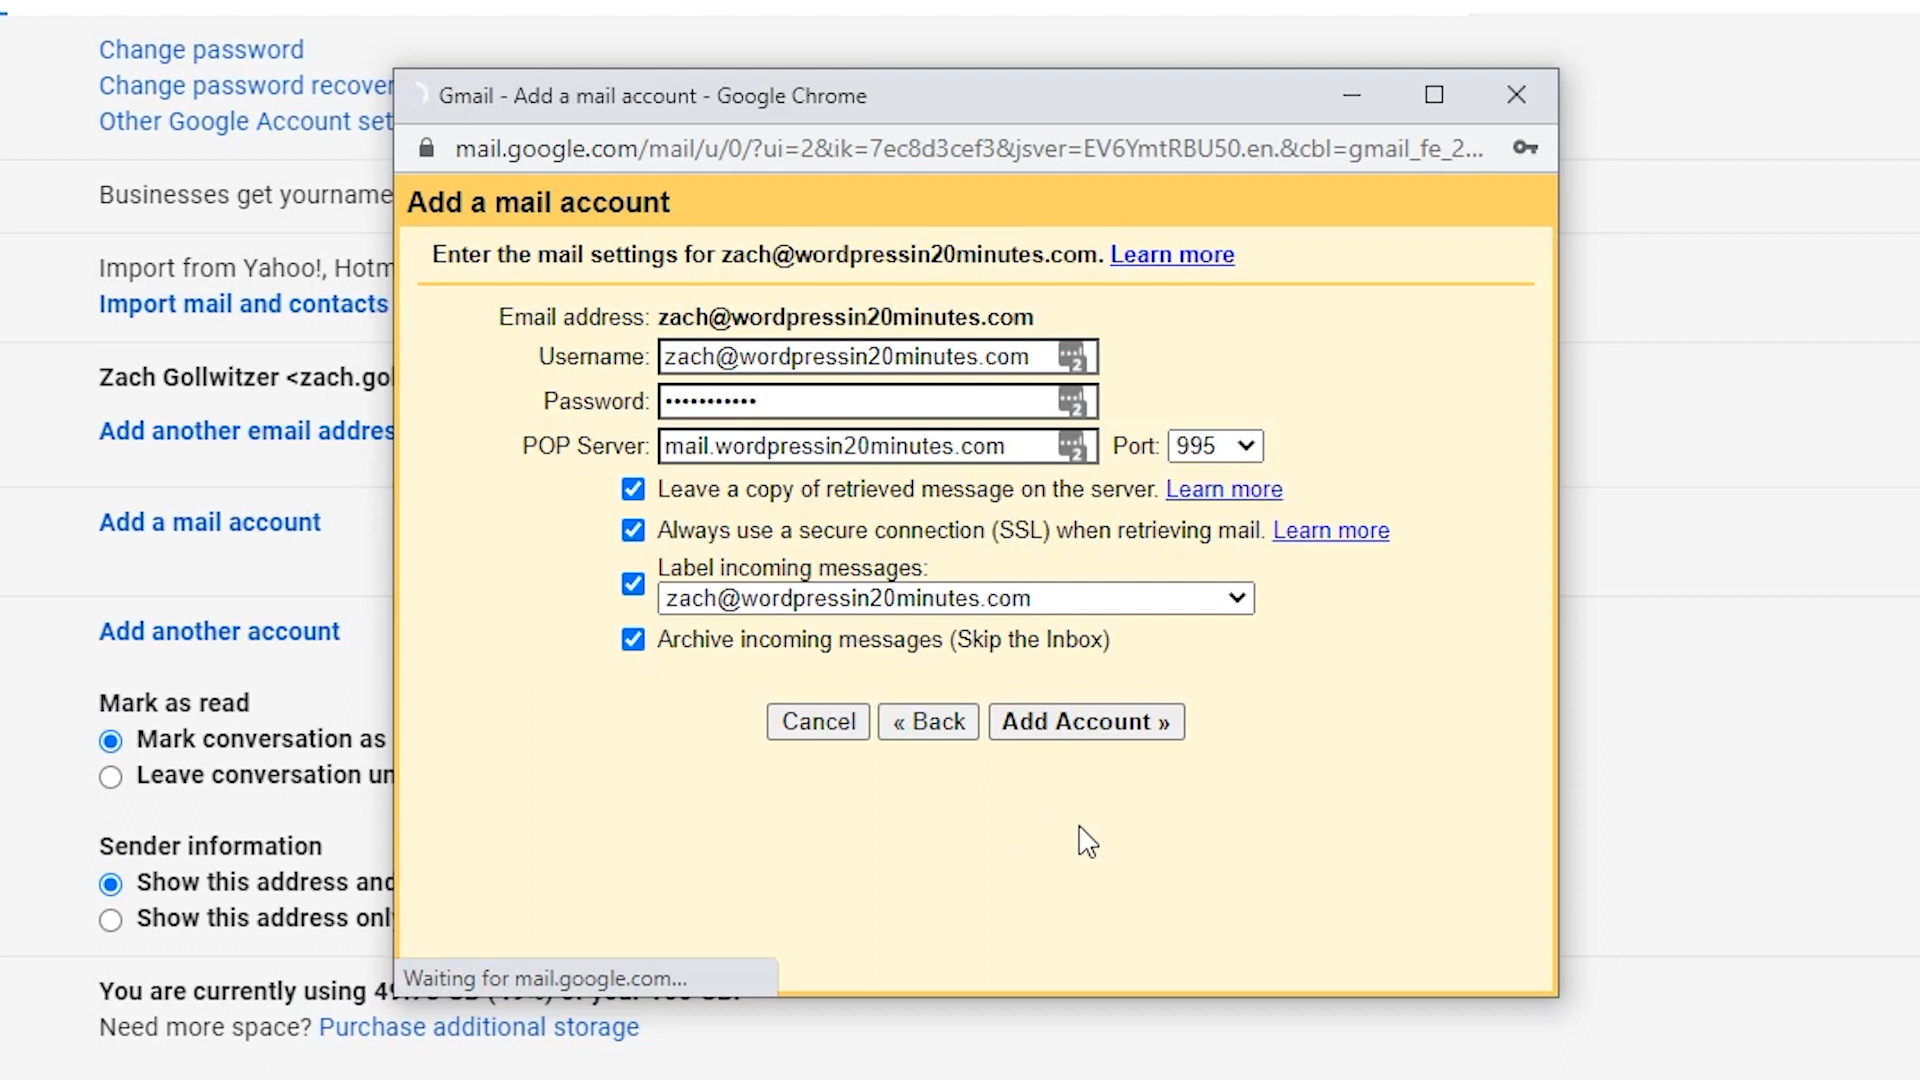 Change password
Change password recover
Other Google Account set
Businesses get yourname
Import from Yahoo!, Hotm
Import mail and contacts
Zach Gollwitzer <zach.gol
Add another email addres
Add a mail account
Add another account
Mark as read
Mark conversation as
Leave conversation un
Sender information
Show this address and
Show this address only
You are currently using
Need more space? Purchase additional storage
Gmail - Add a mail account - Google Chrome
mail.google.com/mail/u/0/?ui=2&ik=7ec8d3cef3&jsver=EV6YmtRBU50.en.&cbl=gmail_fe_2...
Add a mail account
Enter the mail settings for zach@wordpressin20minutes.com. Learn more
Email address: zach@wordpressin20minutes.com
Username: zach@wordpressin20minutes.com 2
Password: ••••••••••• 2
POP Server: mail.wordpressin20minutes.com 2 Port: 995
Leave a copy of retrieved message on the server. Learn more
Always use a secure connection (SSL) when retrieving mail. Learn more
Label incoming messages:
zach@wordpressin20minutes.com
Archive incoming messages (Skip the Inbox)
Cancel « Back Add Account »
Waiting for mail.google.com...